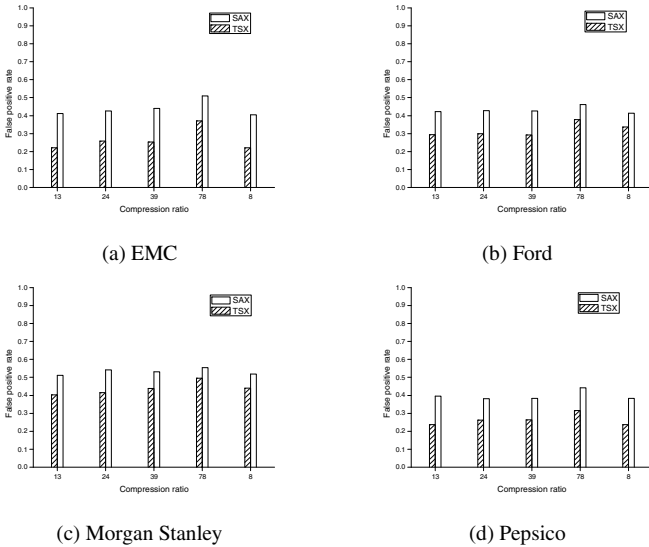 1.0
0.9
0.8
0.7
0.6
0.5
0.4
0.3
0.2
0.1
0.0
False positive rate
SAX
TSX
13 24 39 78 8
Compression ratio
(a) EMC
1.0
0.9
0.8
0.7
0.6
0.5
0.4
0.3
0.2
0.1
0.0
False positive rate
SAX
TSX
13 24 39 78 8
Compression ratio
(b) Ford
1.0
0.9
0.8
0.7
0.6
0.5
0.4
0.3
0.2
0.1
0.0
False positive rate
SAX
TSX
13 24 39 78 8
Compression ratio
(c) Morgan Stanley
1.0
0.9
0.8
0.7
0.6
0.5
0.4
0.3
0.2
0.1
0.0
False positive rate
SAX
TSX
13 24 39 78 8
Compression ratio
(d) Pepsico